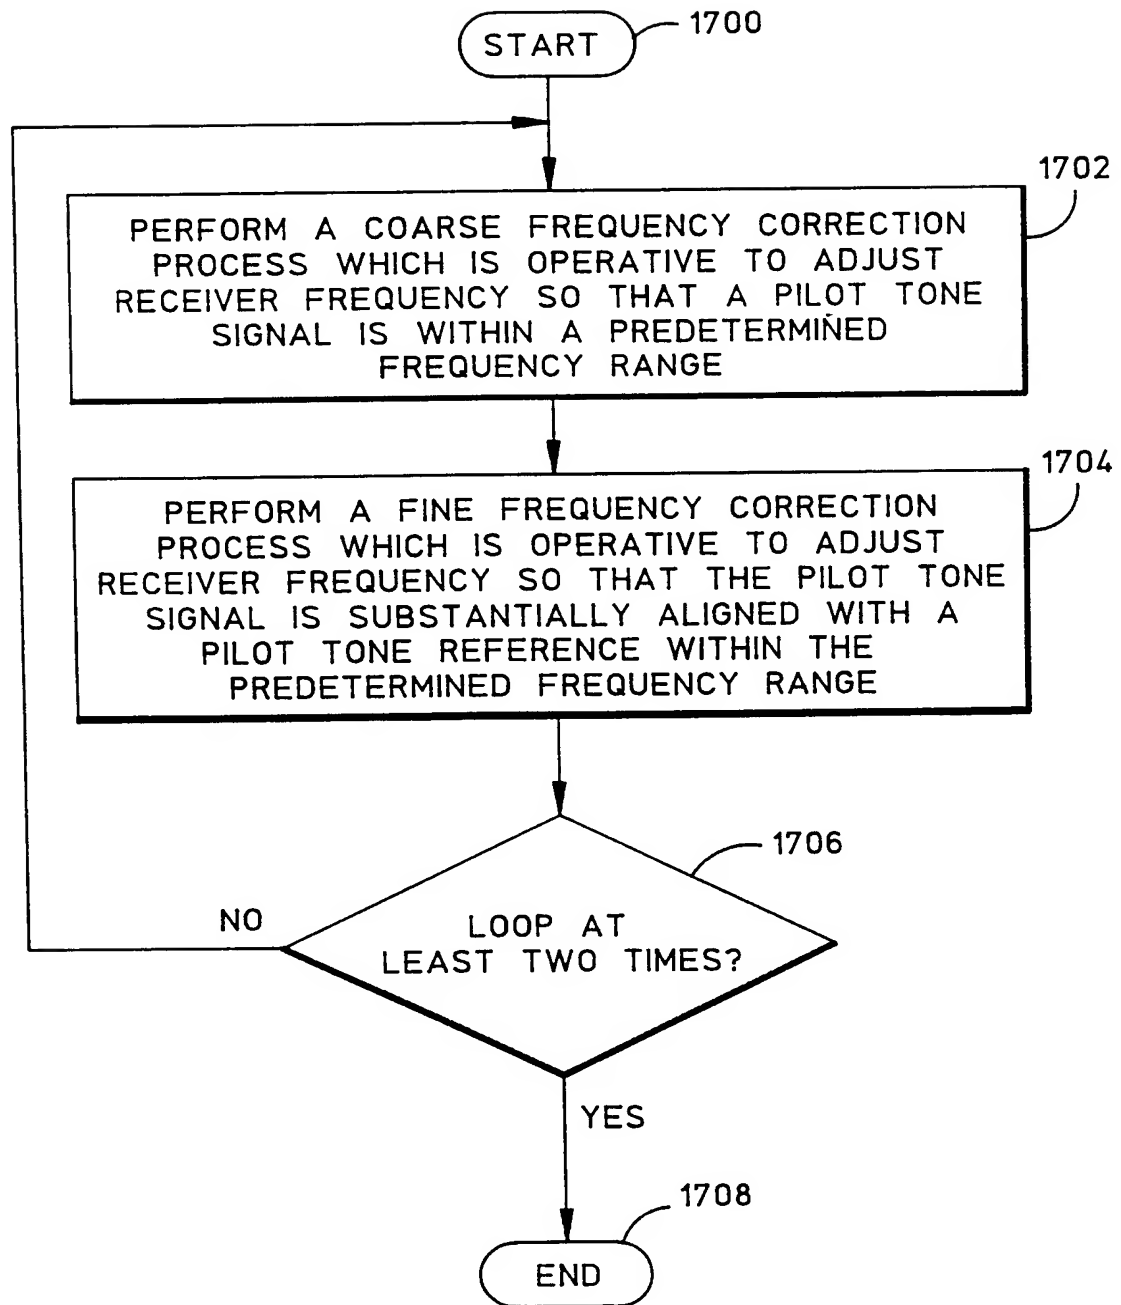 START
1700
1702
PERFORM A COARSE FREQUENCY CORRECTION
PROCESS WHICH IS OPERATIVE TO ADJUST
RECEIVER FREQUENCY SO THAT A PILOT TONE
SIGNAL IS WITHIN A PREDETERMINED
FREQUENCY RANGE
1704
PERFORM A FINE FREQUENCY CORRECTION
PROCESS WHICH IS OPERATIVE TO ADJUST
RECEIVER FREQUENCY SO THAT THE PILOT TONE
SIGNAL IS SUBSTANTIALLY ALIGNED WITH A
PILOT TONE REFERENCE WITHIN THE
PREDETERMINED FREQUENCY RANGE
1706
NO
LOOP AT
LEAST TWO TIMES?
YES
1708
END